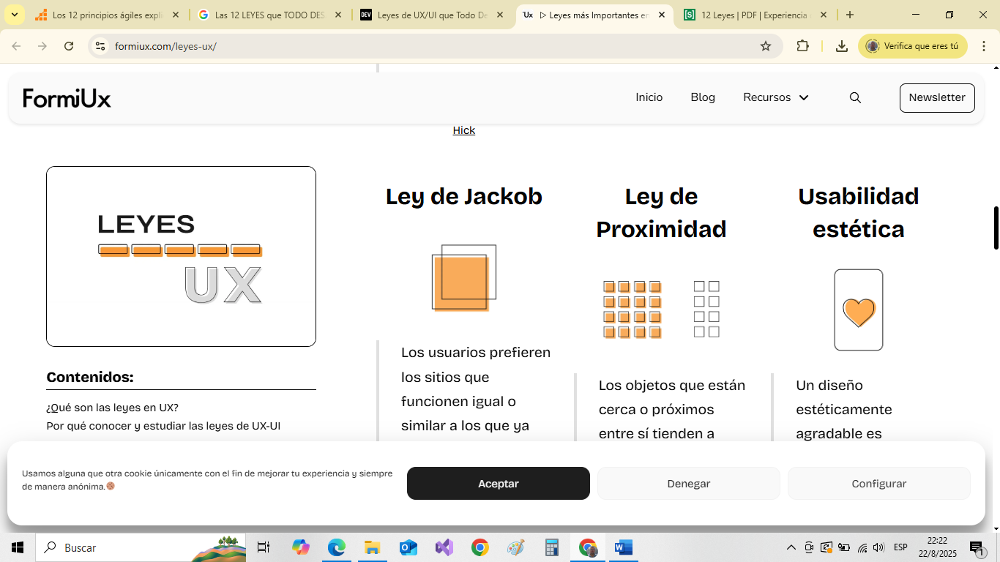 Los 12 principios ágiles expli
Las 12 LEYES que TODO DES
DEV
Leyes de UX/UI que Todo De
'Ux
▷ Leyes más Importantes en
[S]
12 Leyes | PDF | Experiencia
formiux.com/leyes-ux/
Verifica que eres tú
FormiUx
Inicio
Blog
Recursos
Newsletter
Hick
LEYES
UX
Contenidos:
¿Qué son las leyes en UX?
Por qué conocer y estudiar las leyes de UX-UI
Ley de Jackob
Los usuarios prefieren
los sitios que
funcionen igual o
similar a los que ya
Ley de
Proximidad
Los objetos que están
cerca o próximos
entre sí tienden a
Usabilidad
estética
Un diseño
estéticamente
agradable es
Usamos alguna que otra cookie únicamente con el fin de mejorar tu experiencia y siempre
de manera anónima.🍪
Aceptar
Denegar
Configurar
Buscar
ESP
22:22
22/8/2025
1